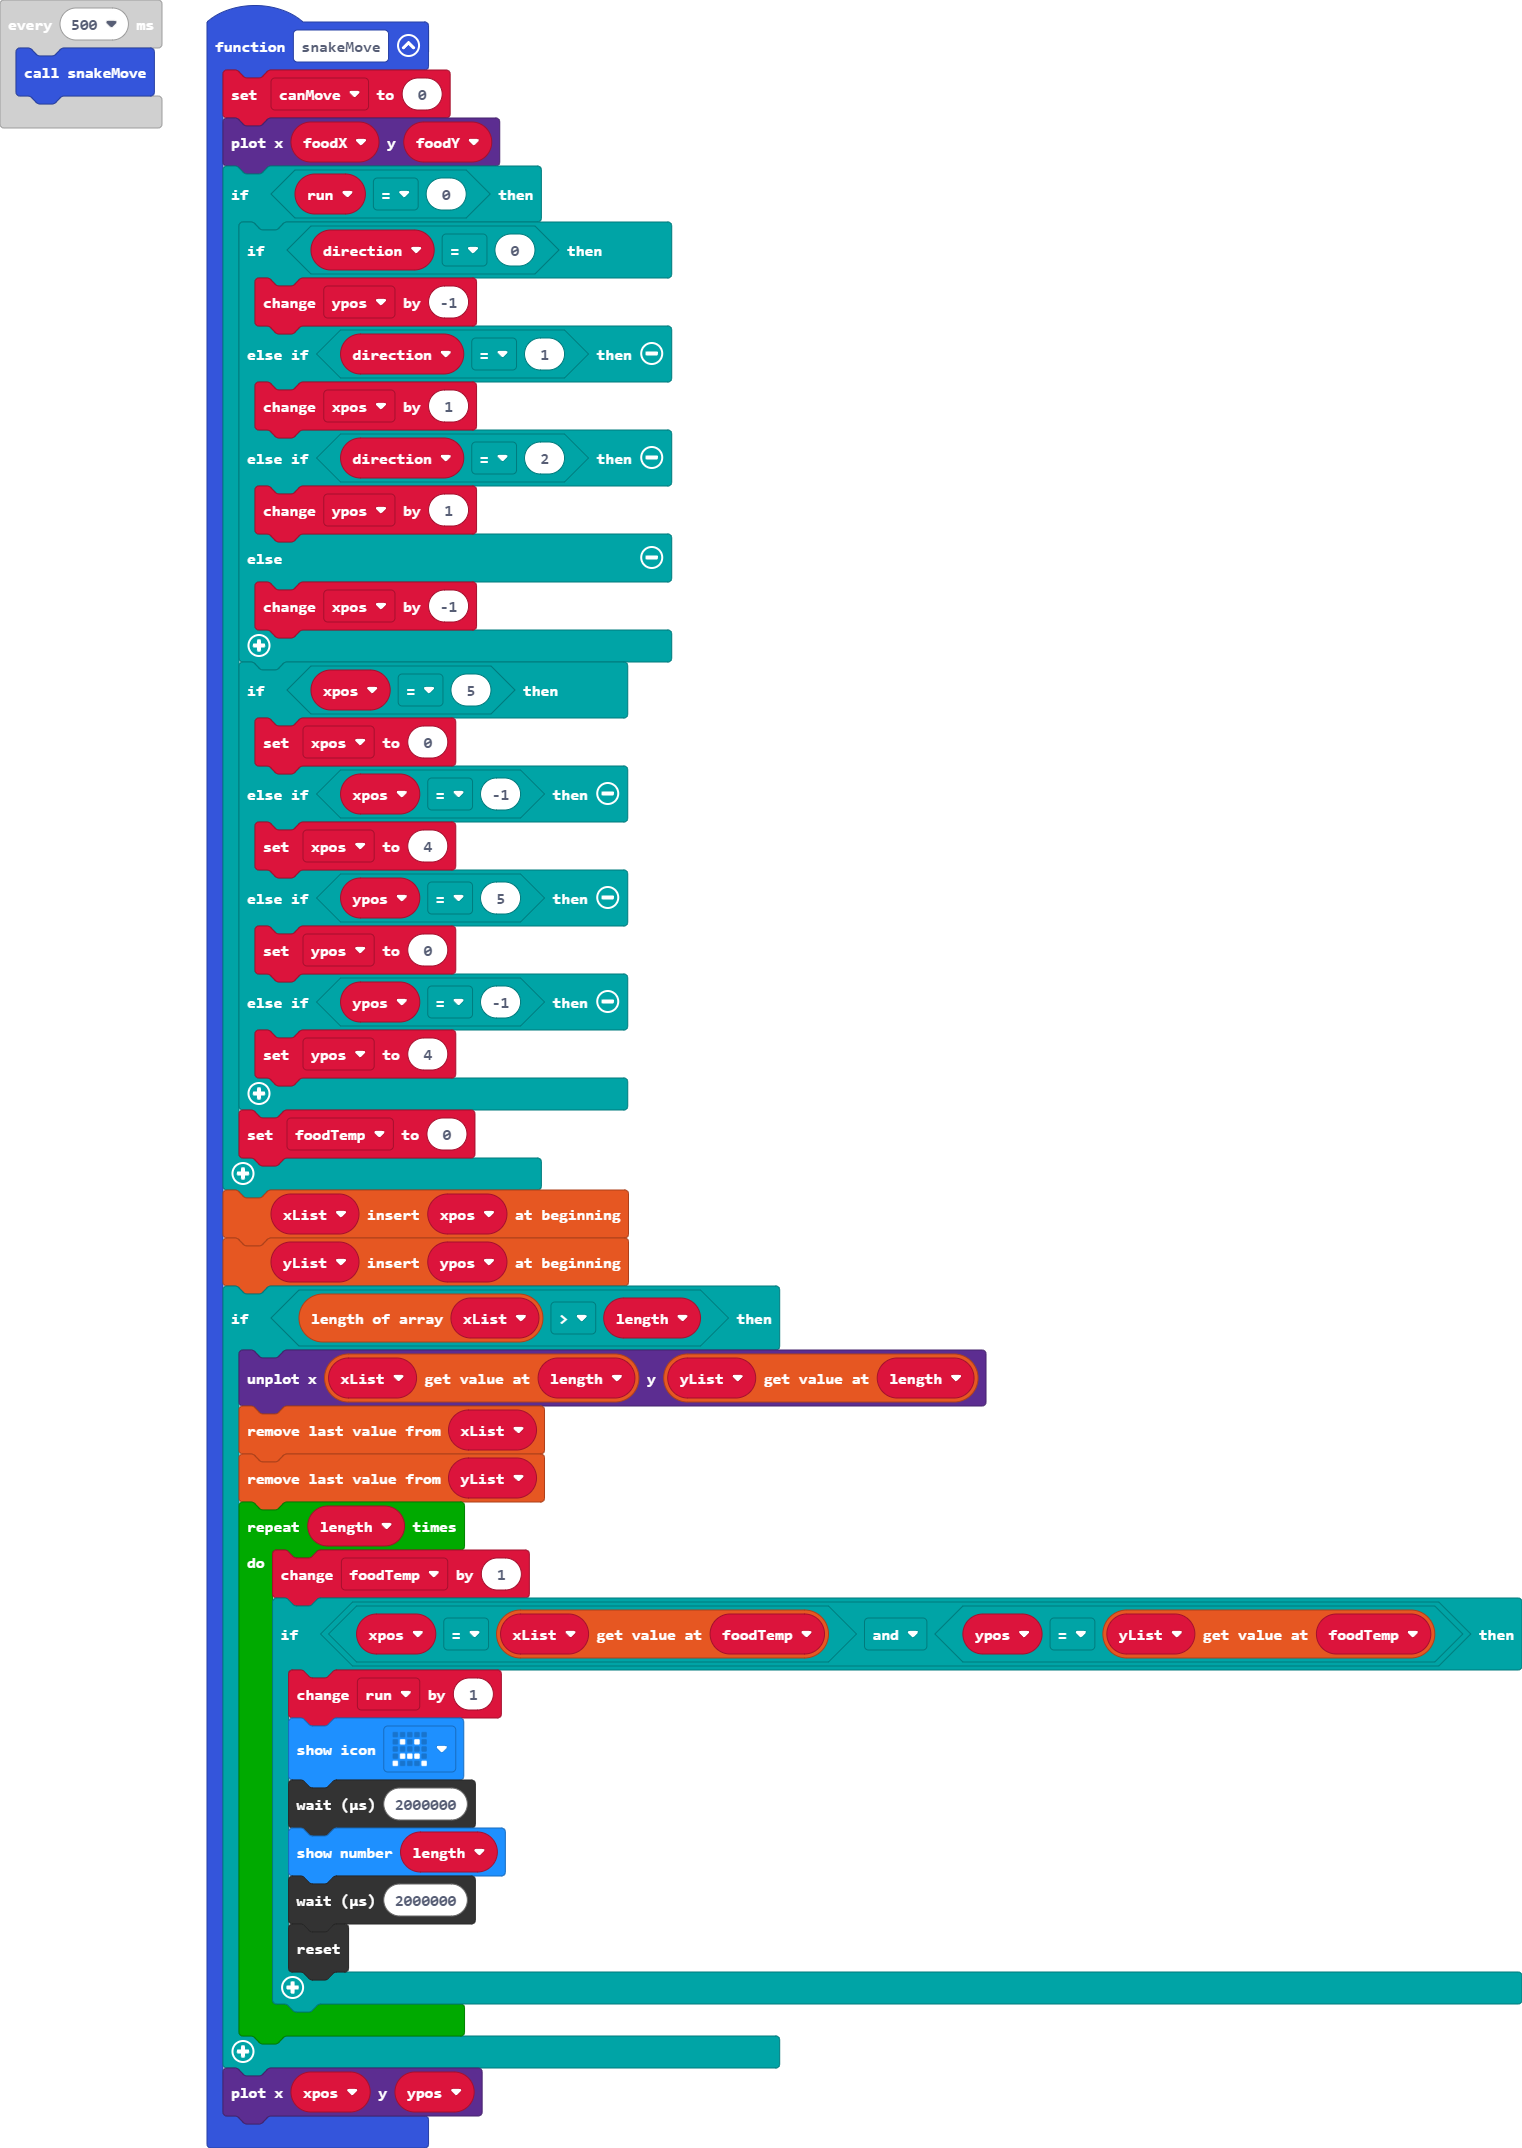 every 500 ms
call snakeMove
function snakeMove
set canMove to 0
plot x foodX y foodY
if run = 0 then
if direction = 0 then
change ypos by -1
else if direction = 1 then
change xpos by 1
else if direction = 2 then
change ypos by 1
else
change xpos by -1
if xpos = 5 then
set xpos to 0
else if xpos = -1 then
set xpos to 4
else if ypos = 5 then
set ypos to 0
else if ypos = -1 then
set ypos to 4
set foodTemp to 0
xList insert xpos at beginning
yList insert ypos at beginning
if length of array xList > length then
unplot x xList get value at length y yList get value at length
remove last value from xList
remove last value from yList
repeat length times
do change foodTemp by 1
if xpos = xList get value at foodTemp and ypos = yList get value at foodTemp then
change run by 1
show icon
wait (µs) 2000000
show number length
wait (µs) 2000000
reset
plot x xpos y ypos